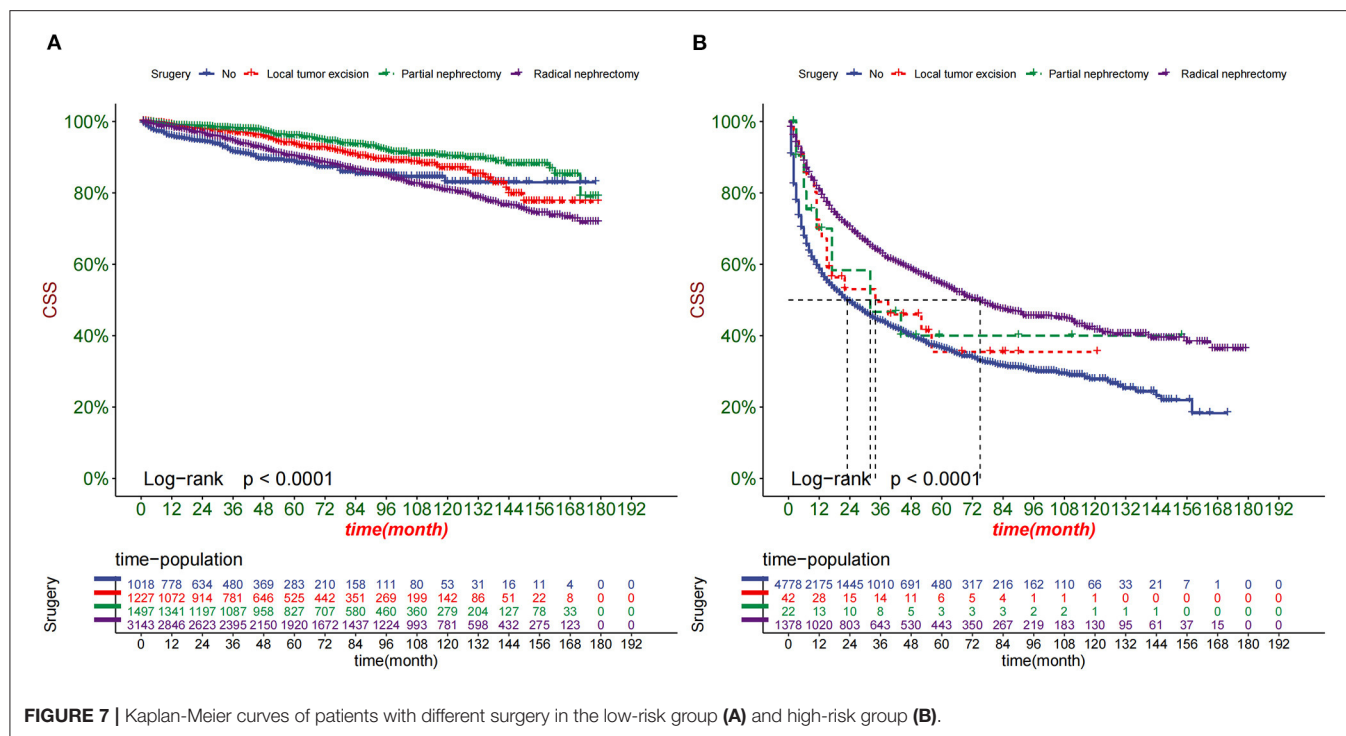 A
Srugery No Local tumor excision Partial nephrectomy Radical nephrectomy
CSS
100%
80%
60%
40%
20%
0%
Log−rank p < 0.0001
0 12 24 36 48 60 72 84 96 108 120 132 144 156 168 180 192
time(month)
time−population
Srugery
1018 778 634 480 369 283 210 158 111 80 53 31 16 11 4 0 0
1227 1072 914 781 646 525 442 351 269 199 142 86 51 22 8 0 0
1497 1341 1197 1087 958 827 707 580 460 360 279 204 127 78 33 0 0
3143 2846 2623 2395 2150 1920 1672 1437 1224 993 781 598 432 275 123 0 0
0 12 24 36 48 60 72 84 96 108 120 132 144 156 168 180 192
time(month)
B
Srugery No Local tumor excision Partial nephrectomy Radical nephrectomy
CSS
100%
80%
60%
40%
20%
0%
Log−rank p < 0.0001
0 12 24 36 48 60 72 84 96 108 120 132 144 156 168 180 192
time(month)
time−population
Srugery
4778 2175 1445 1010 691 480 317 216 162 110 66 33 21 7 1 0 0
42 28 15 14 11 6 5 4 1 1 1 0 0 0 0 0 0
22 13 10 8 5 3 3 3 2 2 1 1 1 0 0 0 0
1378 1020 803 643 530 443 350 267 219 183 130 95 61 37 15 0 0
0 12 24 36 48 60 72 84 96 108 120 132 144 156 168 180 192
time(month)
FIGURE 7 | Kaplan-Meier curves of patients with different surgery in the low-risk group (A) and high-risk group (B).